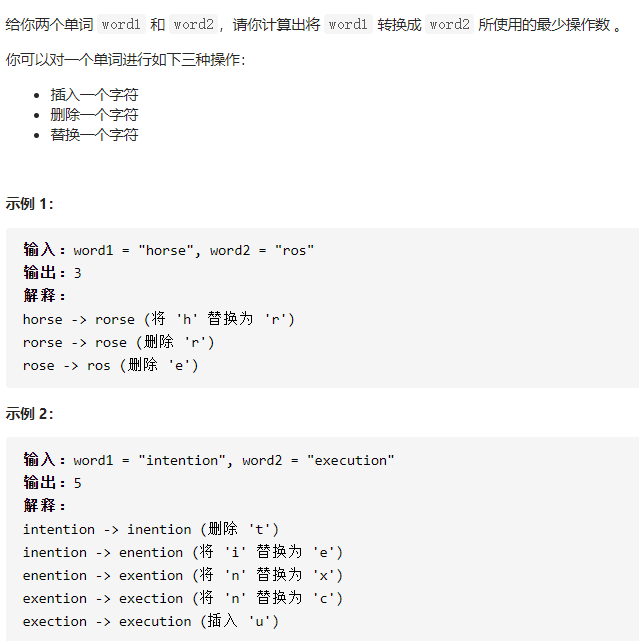 给你两个单词 word1 和 word2，请你计算出将 word1 转换成 word2 所使用的最少操作数 。
你可以对一个单词进行如下三种操作：
• 插入一个字符
• 删除一个字符
• 替换一个字符
示例 1：
输入：word1 = "horse", word2 = "ros"
输出：3
解释：
horse -> rorse (将 'h' 替换为 'r')
rorse -> rose (删除 'r')
rose -> ros (删除 'e')
示例 2：
输入：word1 = "intention", word2 = "execution"
输出：5
解释：
intention -> inention (删除 't')
inention -> enention (将 'i' 替换为 'e')
enention -> exention (将 'n' 替换为 'x')
exention -> exection (将 'n' 替换为 'c')
exection -> execution (插入 'u')